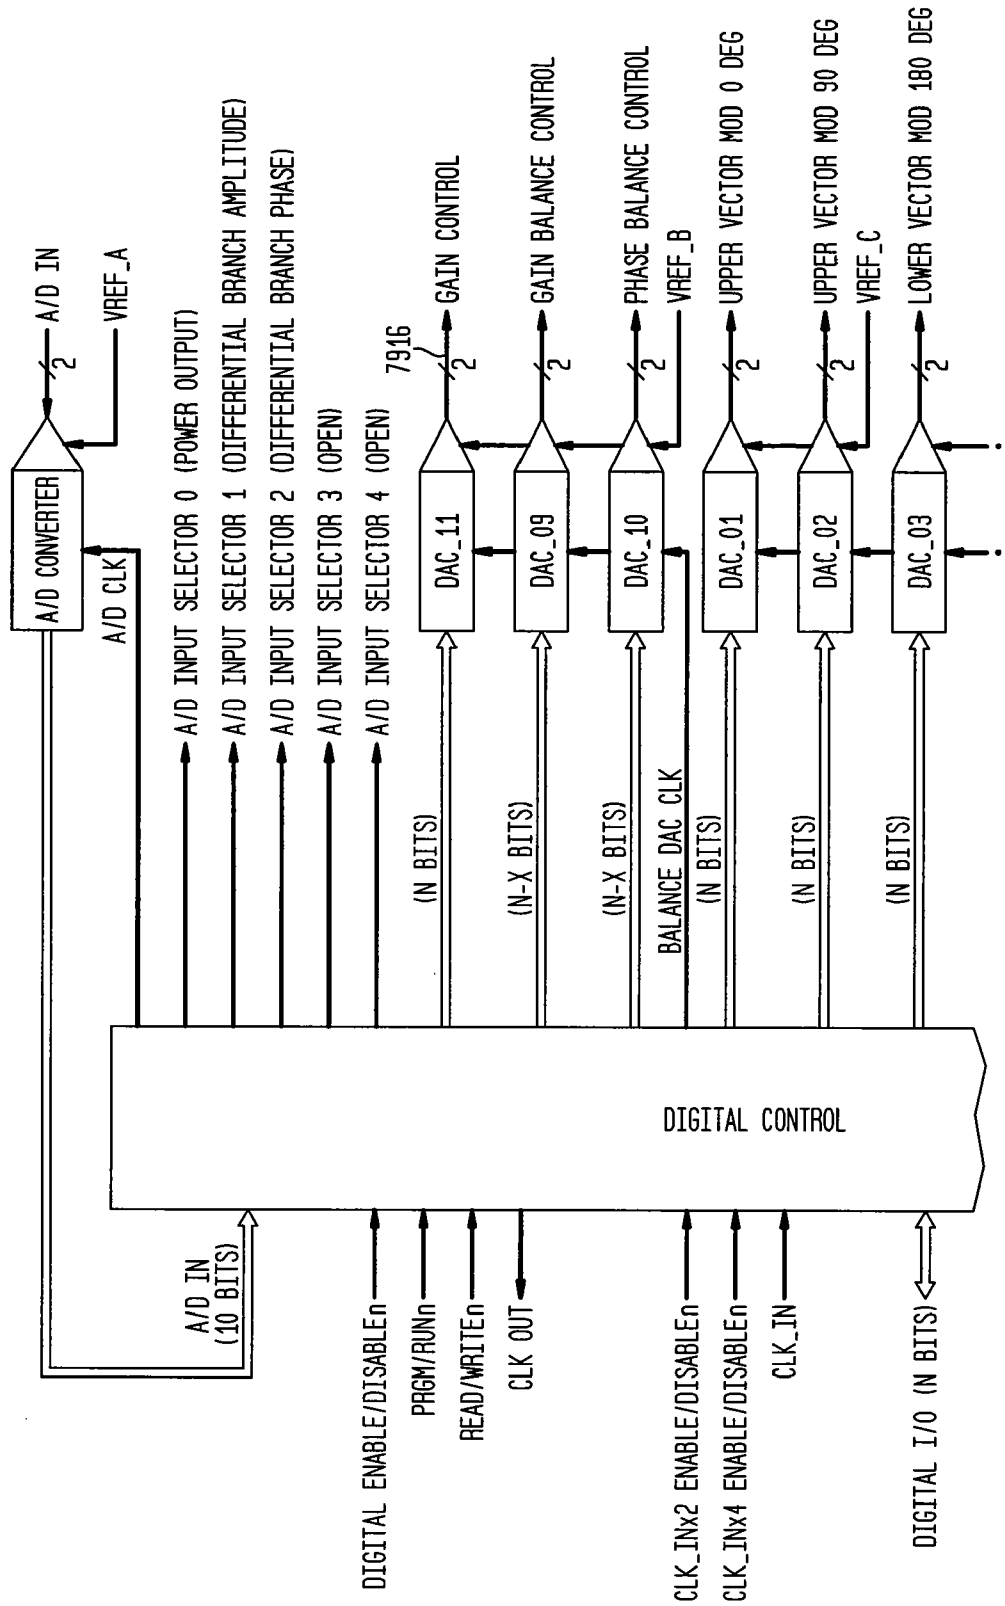 A/D CONVERTER
A/D IN
2
VREF_A
A/D CLK
A/D IN
(10 BITS)
A/D INPUT SELECTOR 0 (POWER OUTPUT)
A/D INPUT SELECTOR 1 (DIFFERENTIAL BRANCH AMPLITUDE)
A/D INPUT SELECTOR 2 (DIFFERENTIAL BRANCH PHASE)
A/D INPUT SELECTOR 3 (OPEN)
A/D INPUT SELECTOR 4 (OPEN)
DIGITAL ENABLE/DISABLEn
PRGM/RUNn
READ/WRITEn
CLK OUT
(N BITS)
DAC_11
7916
2
GAIN CONTROL
(N-X BITS)
DAC_09
2
GAIN BALANCE CONTROL
(N-X BITS)
DAC_10
2
PHASE BALANCE CONTROL
VREF_B
BALANCE DAC CLK
DIGITAL CONTROL
CLK_INx2 ENABLE/DISABLEn
CLK_INx4 ENABLE/DISABLEn
CLK_IN
(N BITS)
DAC_01
2
UPPER VECTOR MOD 0 DEG
(N BITS)
DAC_02
2
UPPER VECTOR MOD 90 DEG
VREF_C
(N BITS)
DAC_03
2
LOWER VECTOR MOD 180 DEG
DIGITAL I/O (N BITS)